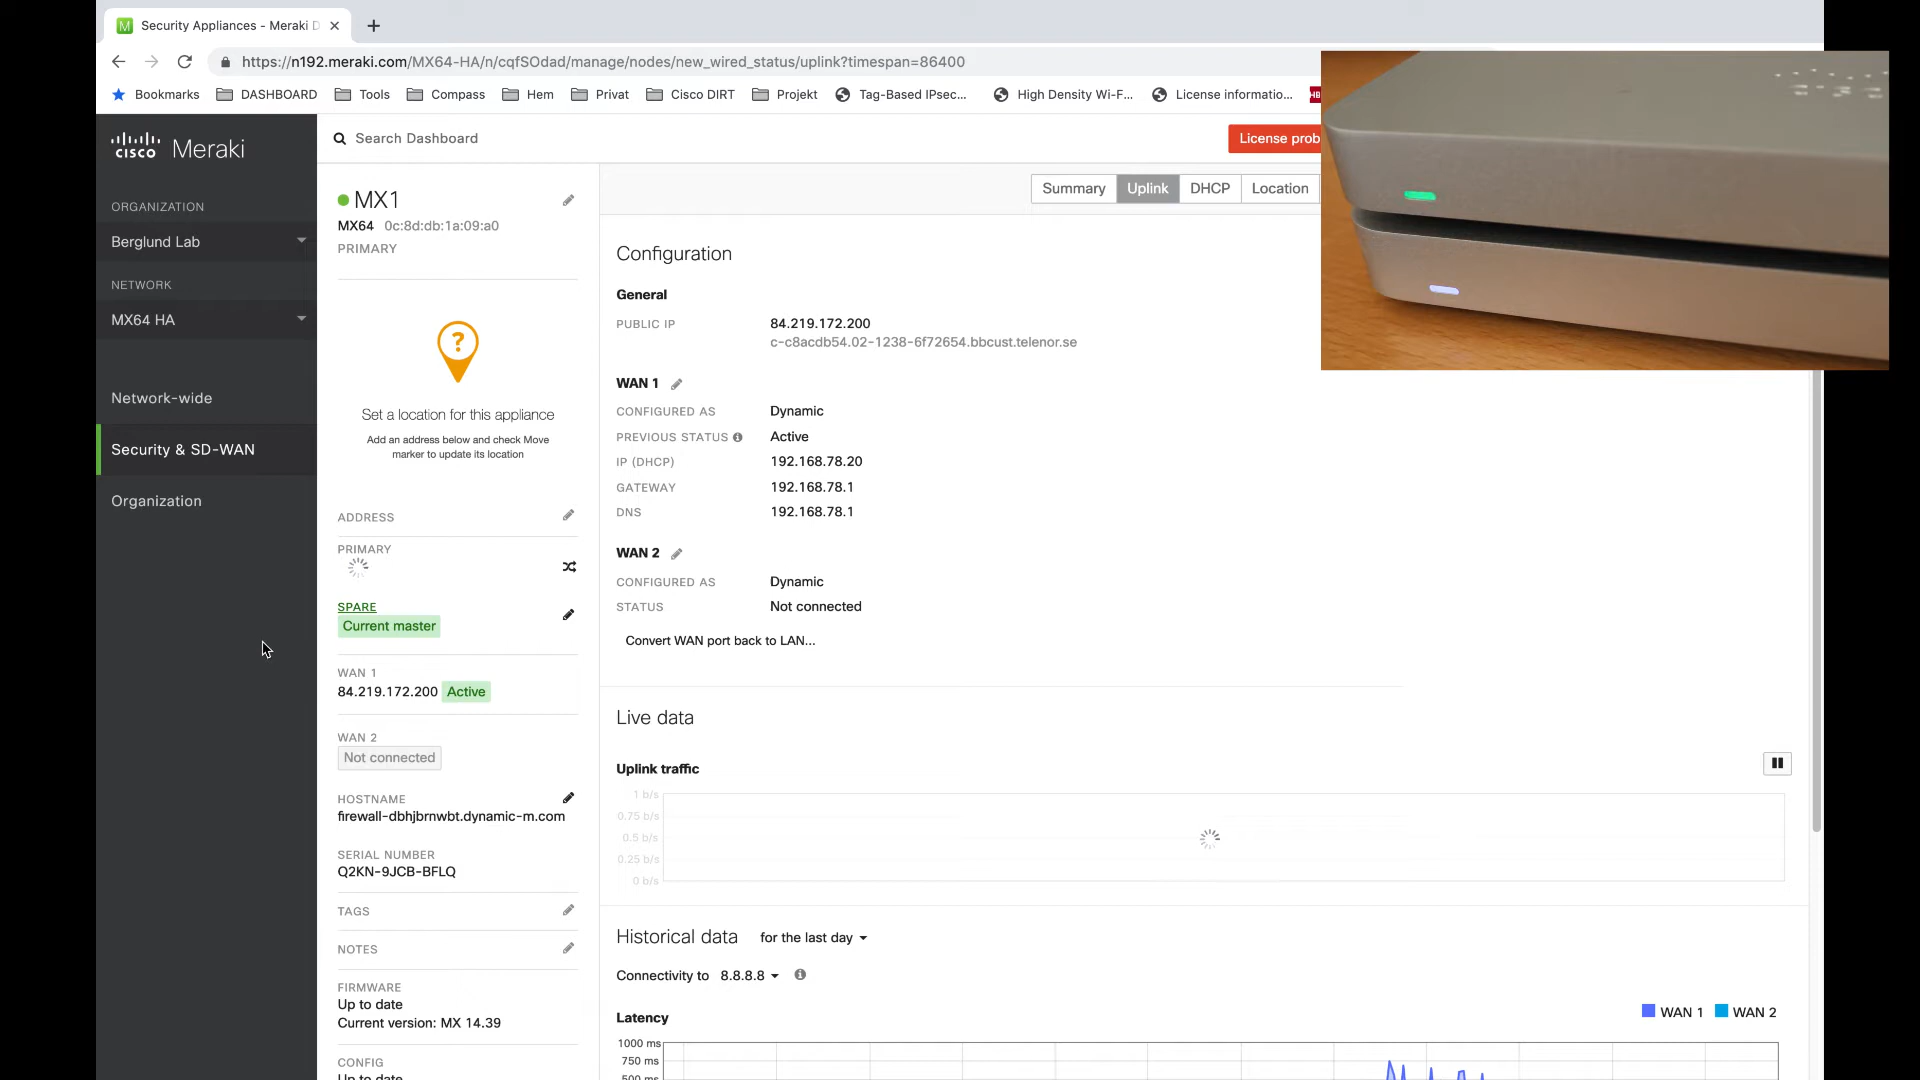 Security Appliances - Meraki D
https://n192.meraki.com/MX64-HA/n/cqfSOdad/manage/nodes/new_wired_status/uplink?timespan=86400
Bookmarks DASHBOARD Tools Compass Hem Privat Cisco DIRT Projekt Tag-Based IPsec... High Density Wi-F... License informatio... HB
cisco Meraki
Search Dashboard
License prob
ORGANIZATION
Berglund Lab
NETWORK
MX64 HA
Network-wide
Security & SD-WAN
Organization
MX1
MX64 0c:8d:db:1a:09:a0
PRIMARY
Set a location for this appliance
Add an address below and check Move
marker to update its location
ADDRESS
PRIMARY
SPARE
Current master
WAN 1
84.219.172.200 Active
WAN 2
Not connected
HOSTNAME
firewall-dbhjbrnwbt.dynamic-m.com
SERIAL NUMBER
Q2KN-9JCB-BFLQ
TAGS
NOTES
FIRMWARE
Up to date
Current version: MX 14.39
CONFIG
Up to date
Summary Uplink DHCP Location
Configuration
General
PUBLIC IP 84.219.172.200
c-c8acdb54.02-1238-6f72654.bbcust.telenor.se
WAN 1
CONFIGURED AS Dynamic
PREVIOUS STATUS Active
IP (DHCP) 192.168.78.20
GATEWAY 192.168.78.1
DNS 192.168.78.1
WAN 2
CONFIGURED AS Dynamic
STATUS Not connected
Convert WAN port back to LAN...
Live data
Uplink traffic
1 b/s
0.75 b/s
0.5 b/s
0.25 b/s
0 b/s
Historical data for the last day
Connectivity to 8.8.8.8
Latency
WAN 1 WAN 2
1000 ms
750 ms
500 ms